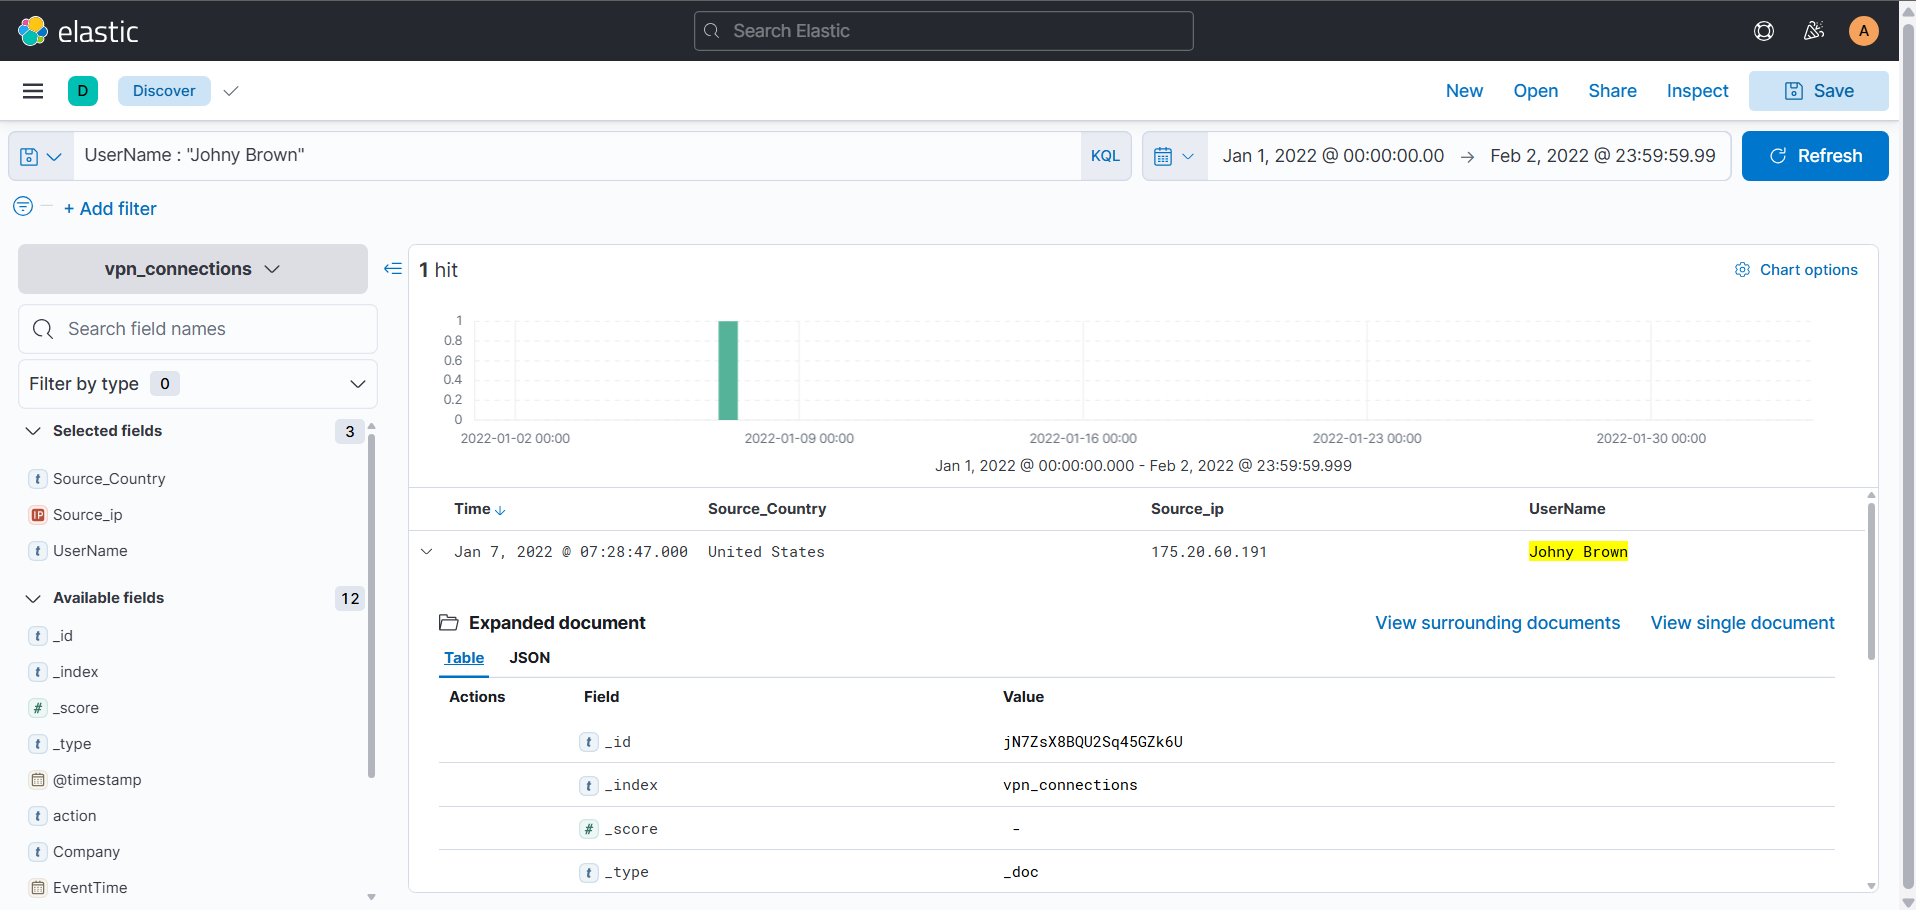 elastic
Search Elastic
A
D
Discover
New
Open
Share
Inspect
Save
UserName : "Johny Brown"
KQL
Jan 1, 2022 @ 00:00:00.00 → Feb 2, 2022 @ 23:59:59.99
Refresh
+ Add filter
vpn_connections
Search field names
Filter by type 0
Selected fields 3
t Source_Country
IP Source_ip
t UserName
Available fields 12
t _id
t _index
# _score
t _type
@timestamp
t action
t Company
EventTime
1 hit
Chart options
1
0.8
0.6
0.4
0.2
0
2022-01-02 00:00
2022-01-09 00:00
2022-01-16 00:00
2022-01-23 00:00
2022-01-30 00:00
Jan 1, 2022 @ 00:00:00.000 - Feb 2, 2022 @ 23:59:59.999
Time Source_Country Source_ip UserName
Jan 7, 2022 @ 07:28:47.000 United States 175.20.60.191 Johny Brown
Expanded document
View surrounding documents
View single document
Table
JSON
Actions Field Value
t _id jN7ZsX8BQU2Sq45GZk6U
t _index vpn_connections
# _score -
t _type _doc